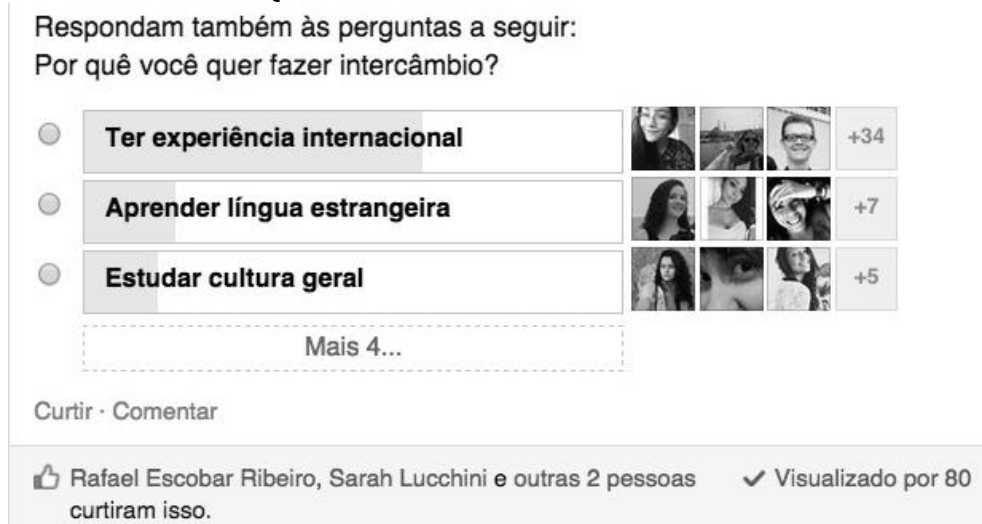 Respondam também às perguntas a seguir:
Por quê você quer fazer intercâmbio?
Ter experiência internacional +34
Aprender língua estrangeira +7
Estudar cultura geral +5
Mais 4...
Curtir · Comentar
Rafael Escobar Ribeiro, Sarah Lucchini e outras 2 pessoas curtiram isso.
Visualizado por 80